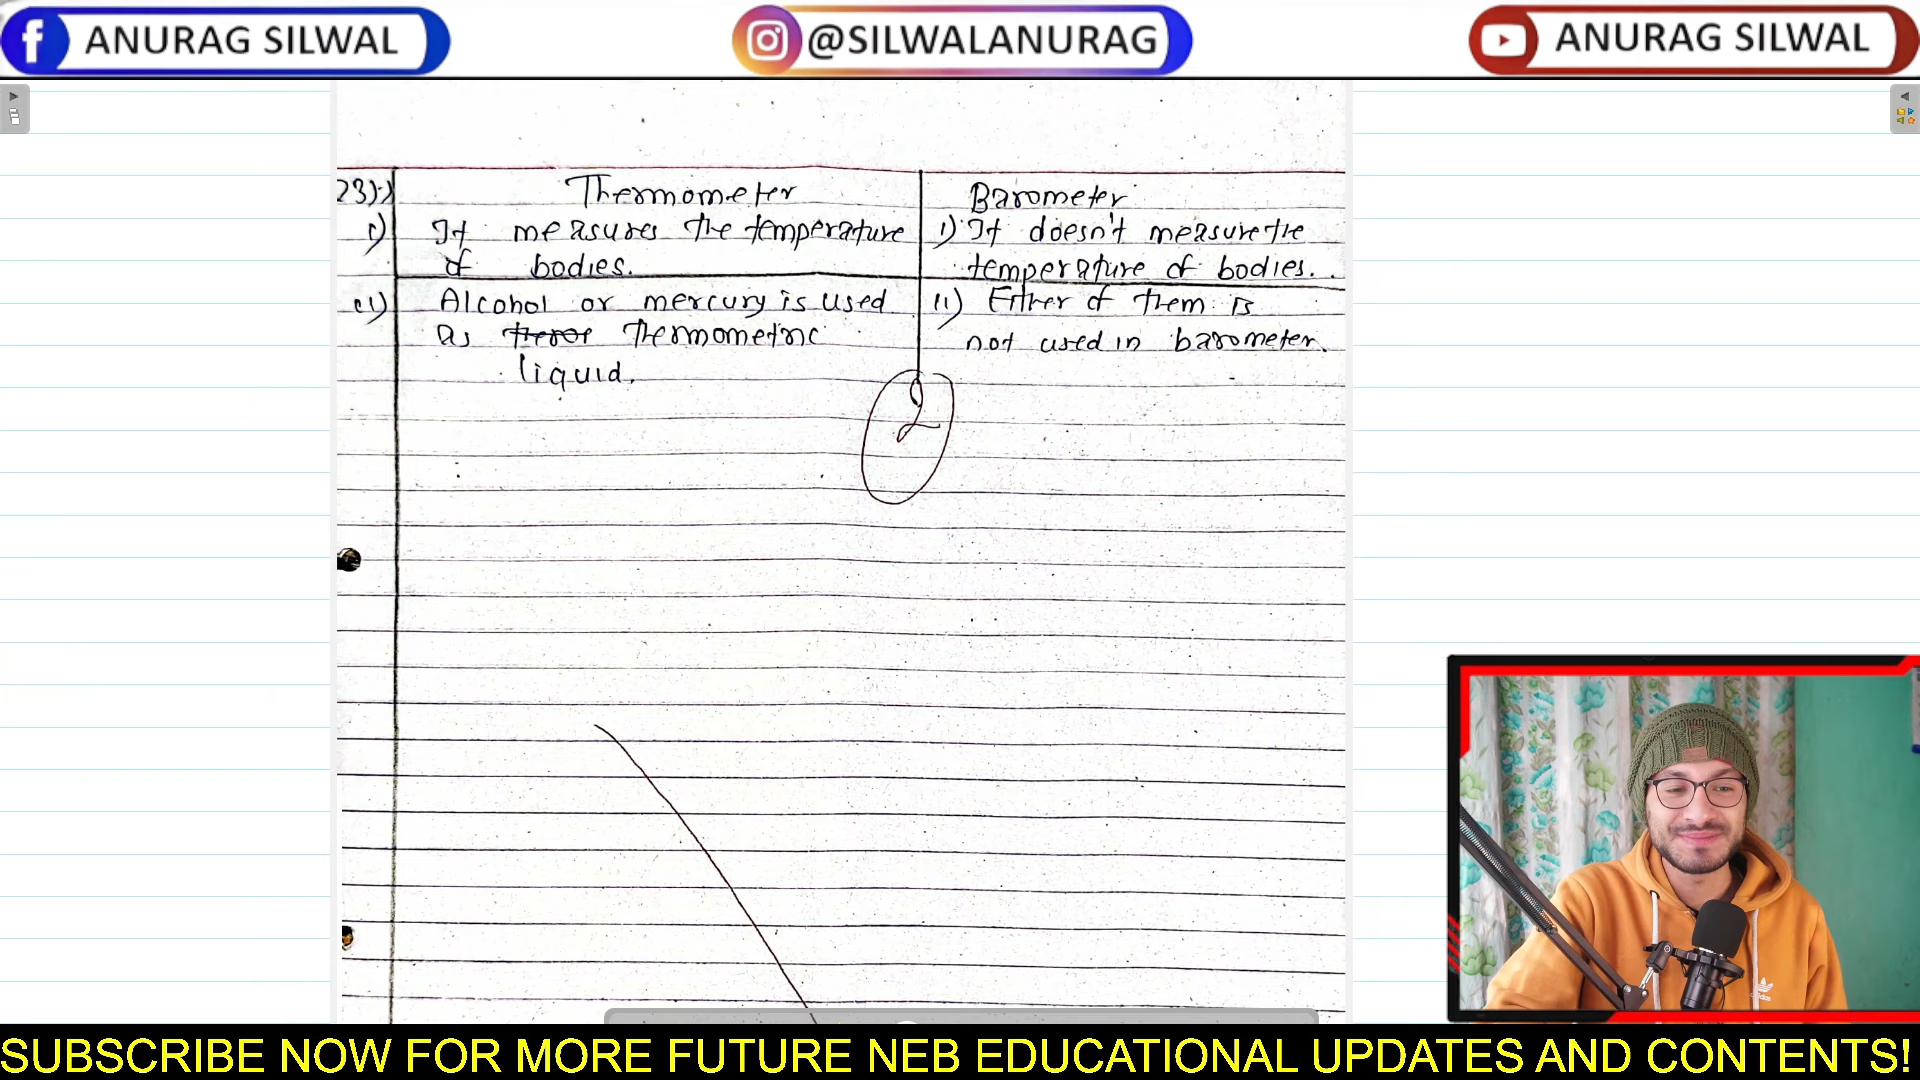 ANURAG SILWAL
@SILWALANURAG
ANURAG SILWAL
23)
Thermometer
Barometer
i)
It measures the temperature
of bodies.
i) It doesn't measure the
temperature of bodies.
ii)
Alcohol or mercury is used
as thermometric
liquid.
ii) Either of them is
not used in barometer.
2
SUBSCRIBE NOW FOR MORE FUTURE NEB EDUCATIONAL UPDATES AND CONTENTS!